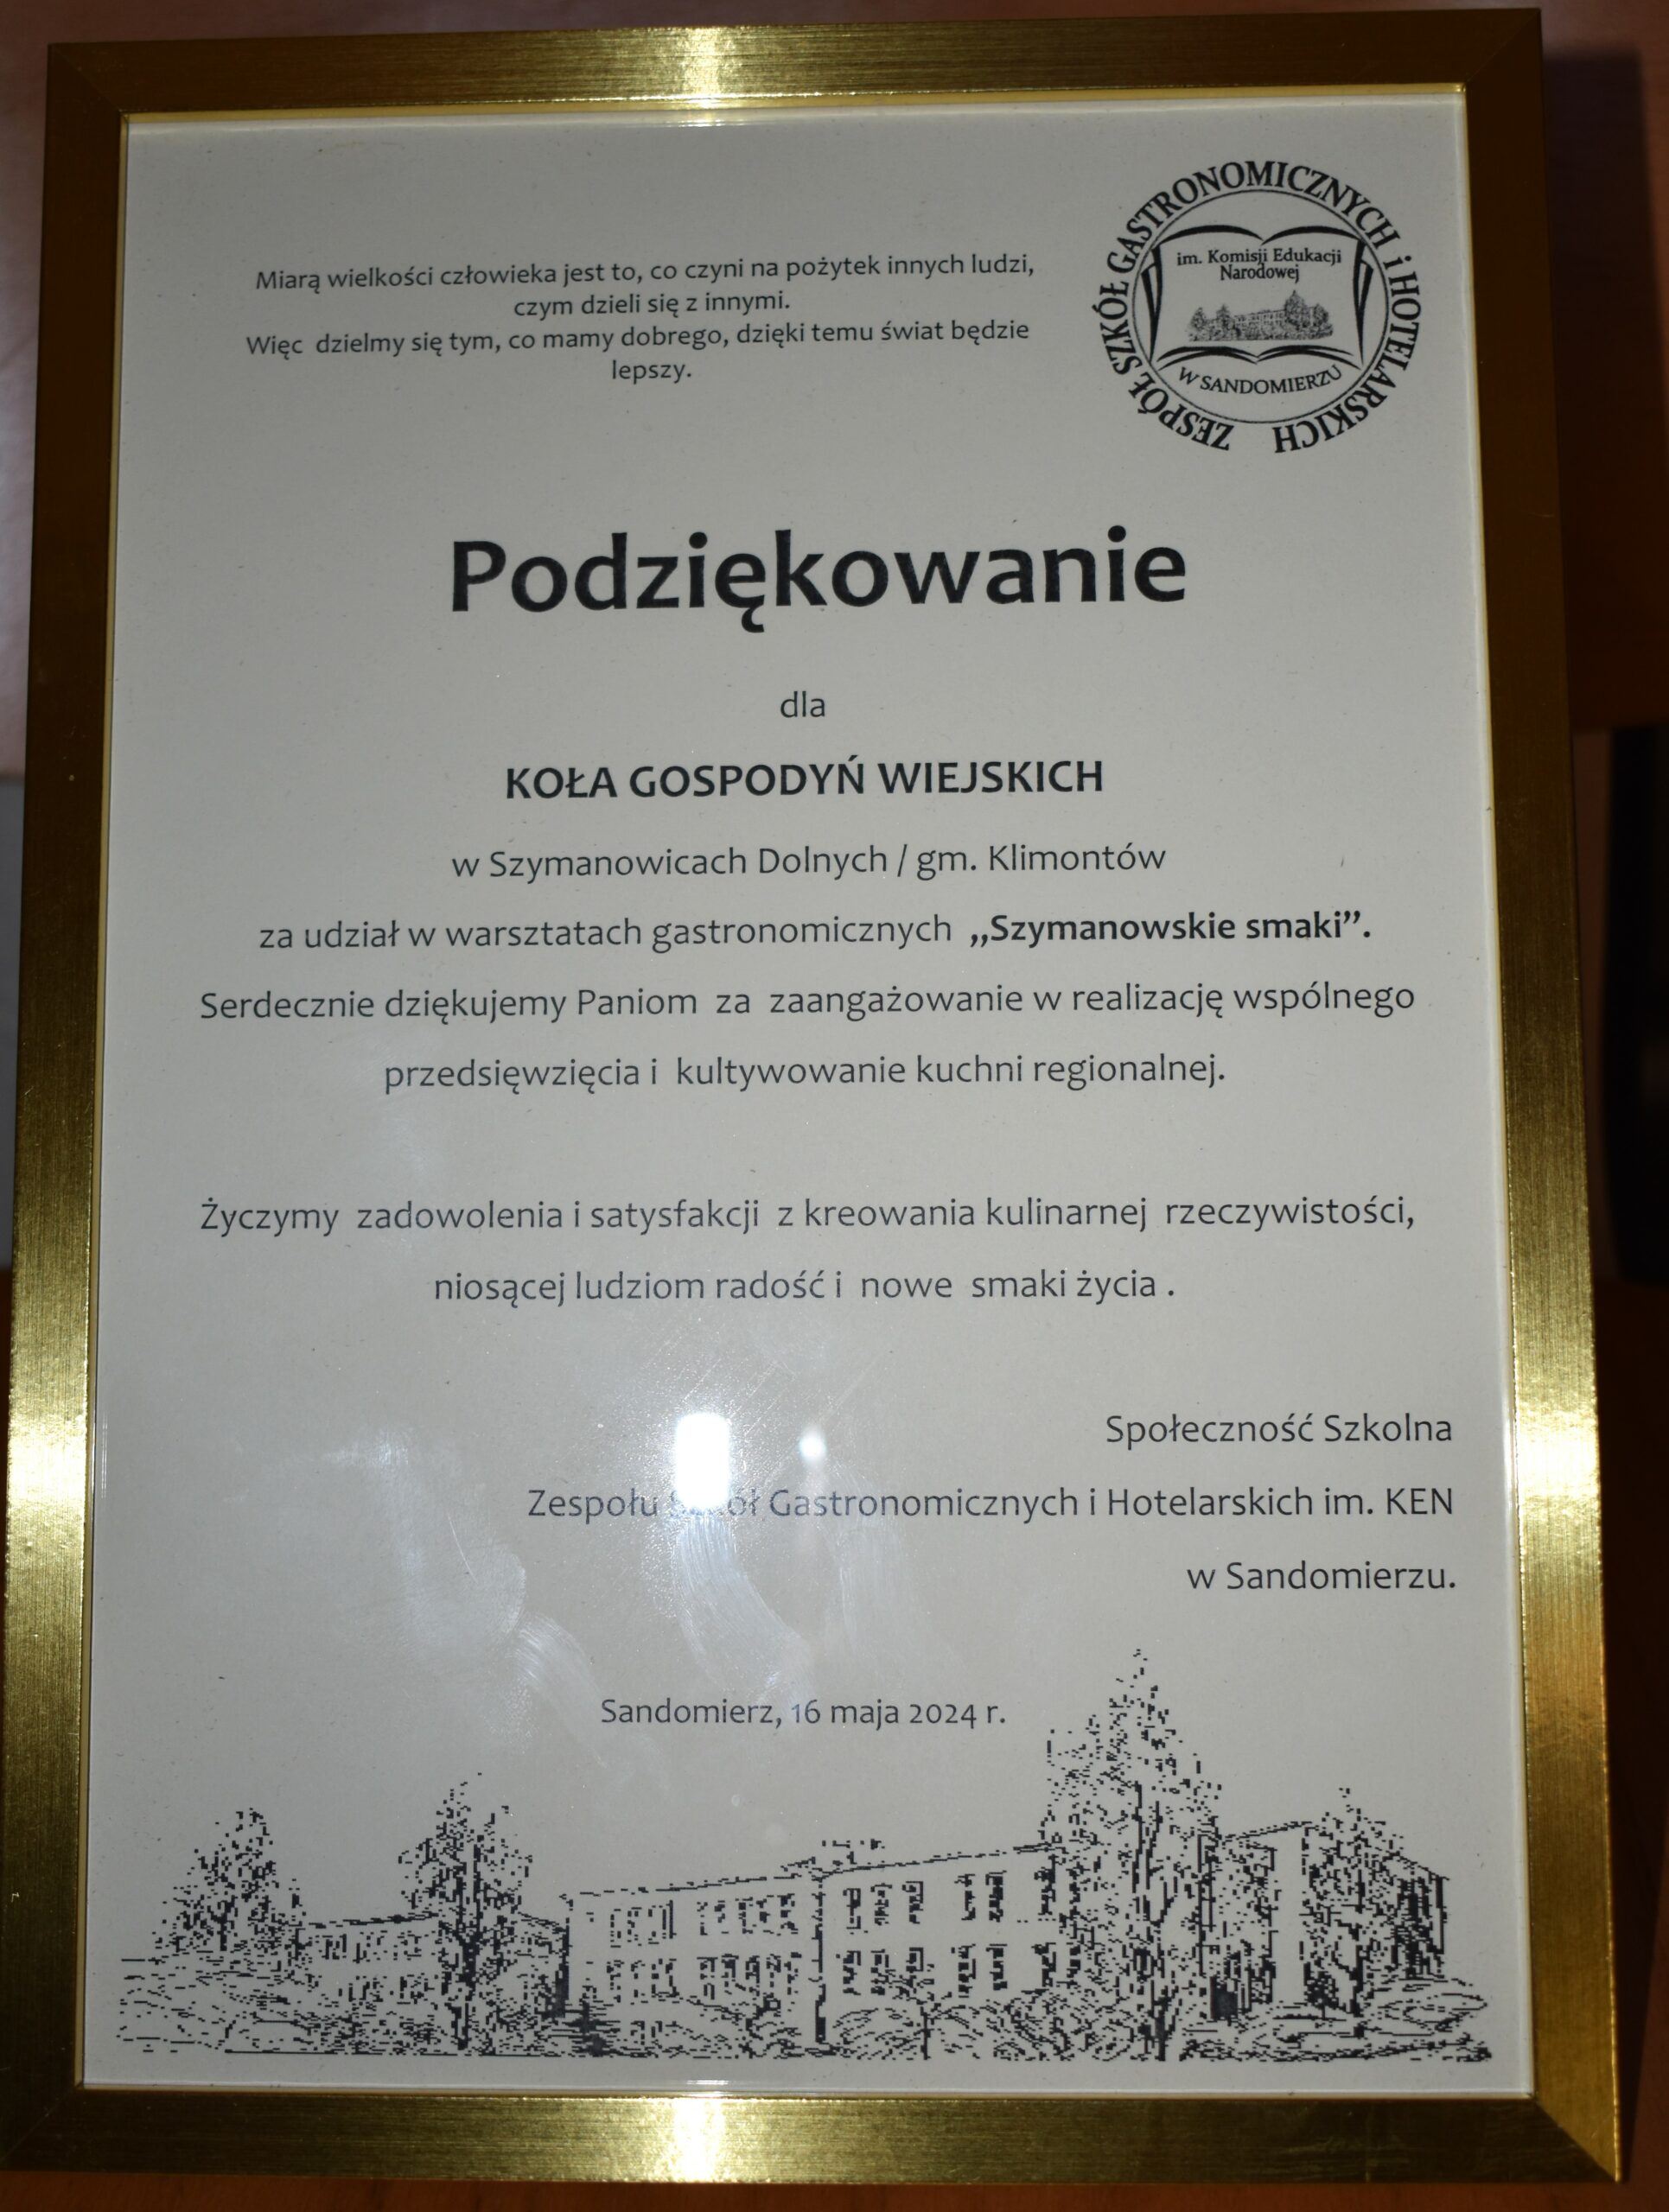 Miarą wielkości człowieka jest to, co czyni na pożytek innych ludzi,
czym dzieli się z innymi.
Więc dzielmy się tym, co mamy dobrego, dzięki temu świat będzie
lepszy.
ZESPÓŁ SZKÓŁ GASTRONOMICZNYCH i HOTELARSKICH
im. Komisji Edukacji
Narodowej
W SANDOMIERZU
Podziękowanie
dla
KOŁA GOSPODYŃ WIEJSKICH
w Szymanowicach Dolnych / gm. Klimontów
za udział w warsztatach gastronomicznych „Szymanowskie smaki”.
Serdecznie dziękujemy Paniom za zaangażowanie w realizację wspólnego
przedsięwzięcia i kultywowanie kuchni regionalnej.
Życzymy zadowolenia i satysfakcji z kreowania kulinarnej rzeczywistości,
niosącej ludziom radość i nowe smaki życia .
Społeczność Szkolna
Zespołu Szkół Gastronomicznych i Hotelarskich im. KEN
w Sandomierzu.
Sandomierz, 16 maja 2024 r.